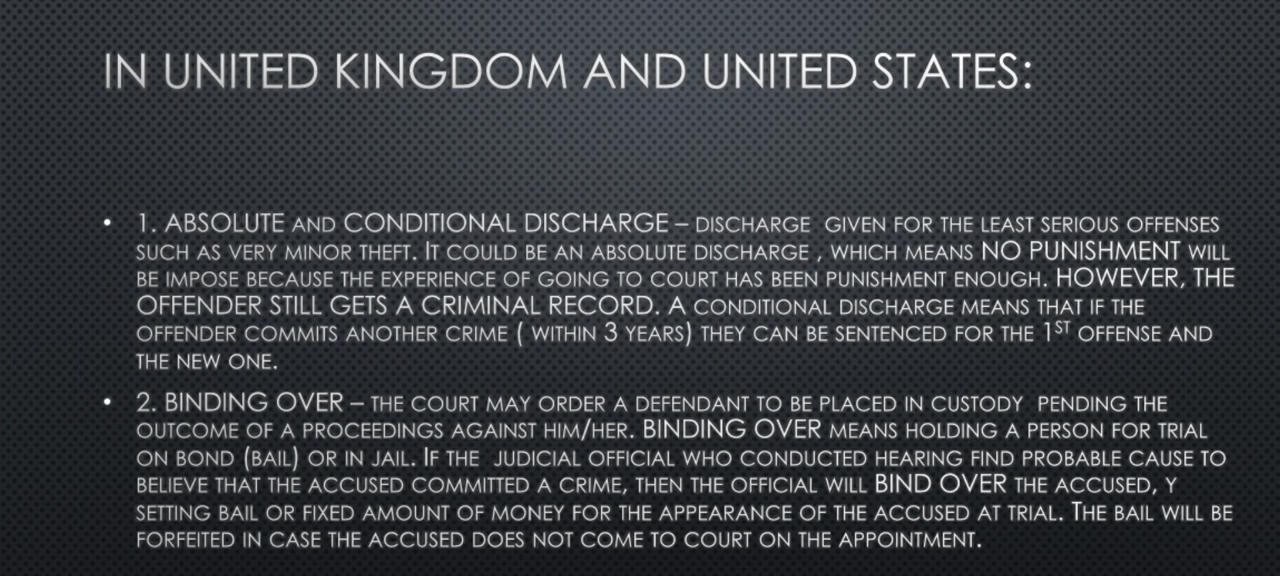 IN UNITED KINGDOM AND UNITED STATES:
• 1. ABSOLUTE AND CONDITIONAL DISCHARGE – DISCHARGE GIVEN FOR THE LEAST SERIOUS OFFENSES
SUCH AS VERY MINOR THEFT. IT COULD BE AN ABSOLUTE DISCHARGE , WHICH MEANS NO PUNISHMENT WILL
BE IMPOSE BECAUSE THE EXPERIENCE OF GOING TO COURT HAS BEEN PUNISHMENT ENOUGH. HOWEVER, THE
OFFENDER STILL GETS A CRIMINAL RECORD. A CONDITIONAL DISCHARGE MEANS THAT IF THE
OFFENDER COMMITS ANOTHER CRIME ( WITHIN 3 YEARS) THEY CAN BE SENTENCED FOR THE 1ST OFFENSE AND
THE NEW ONE.
• 2. BINDING OVER – THE COURT MAY ORDER A DEFENDANT TO BE PLACED IN CUSTODY PENDING THE
OUTCOME OF A PROCEEDINGS AGAINST HIM/HER. BINDING OVER MEANS HOLDING A PERSON FOR TRIAL
ON BOND (BAIL) OR IN JAIL. IF THE JUDICIAL OFFICIAL WHO CONDUCTED HEARING FIND PROBABLE CAUSE TO
BELIEVE THAT THE ACCUSED COMMITTED A CRIME, THEN THE OFFICIAL WILL BIND OVER THE ACCUSED, Y
SETTING BAIL OR FIXED AMOUNT OF MONEY FOR THE APPEARANCE OF THE ACCUSED AT TRIAL. THE BAIL WILL BE
FORFEITED IN CASE THE ACCUSED DOES NOT COME TO COURT ON THE APPOINTMENT.